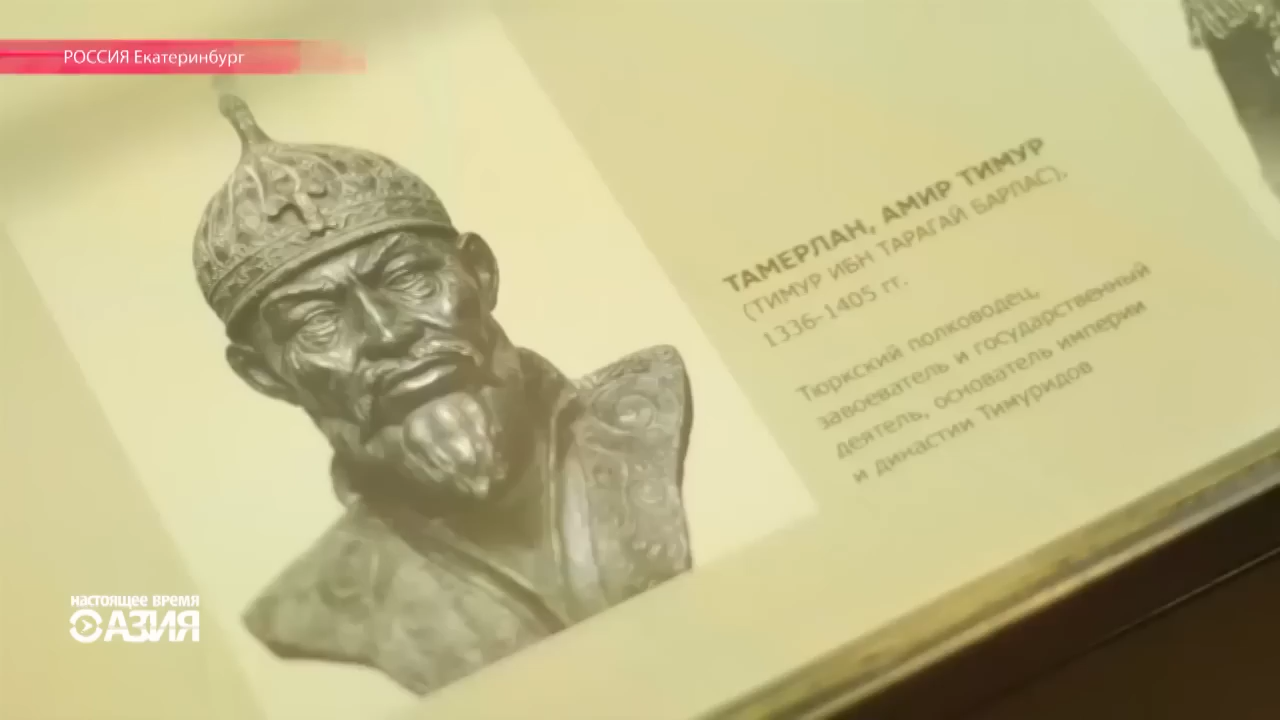 РОССИЯ Екатеринбург
ТАМЕРЛАН, АМИР ТИМУР
(ТИМУР ИБН ТАРАГАЙ БАРЛАС),
1336-1405 гг.
Тюркский полководец,
завоеватель и государственный
деятель, основатель империи
и династии Тимуридов
НАСТОЯЩЕЕ ВРЕМЯ
АЗИЯ